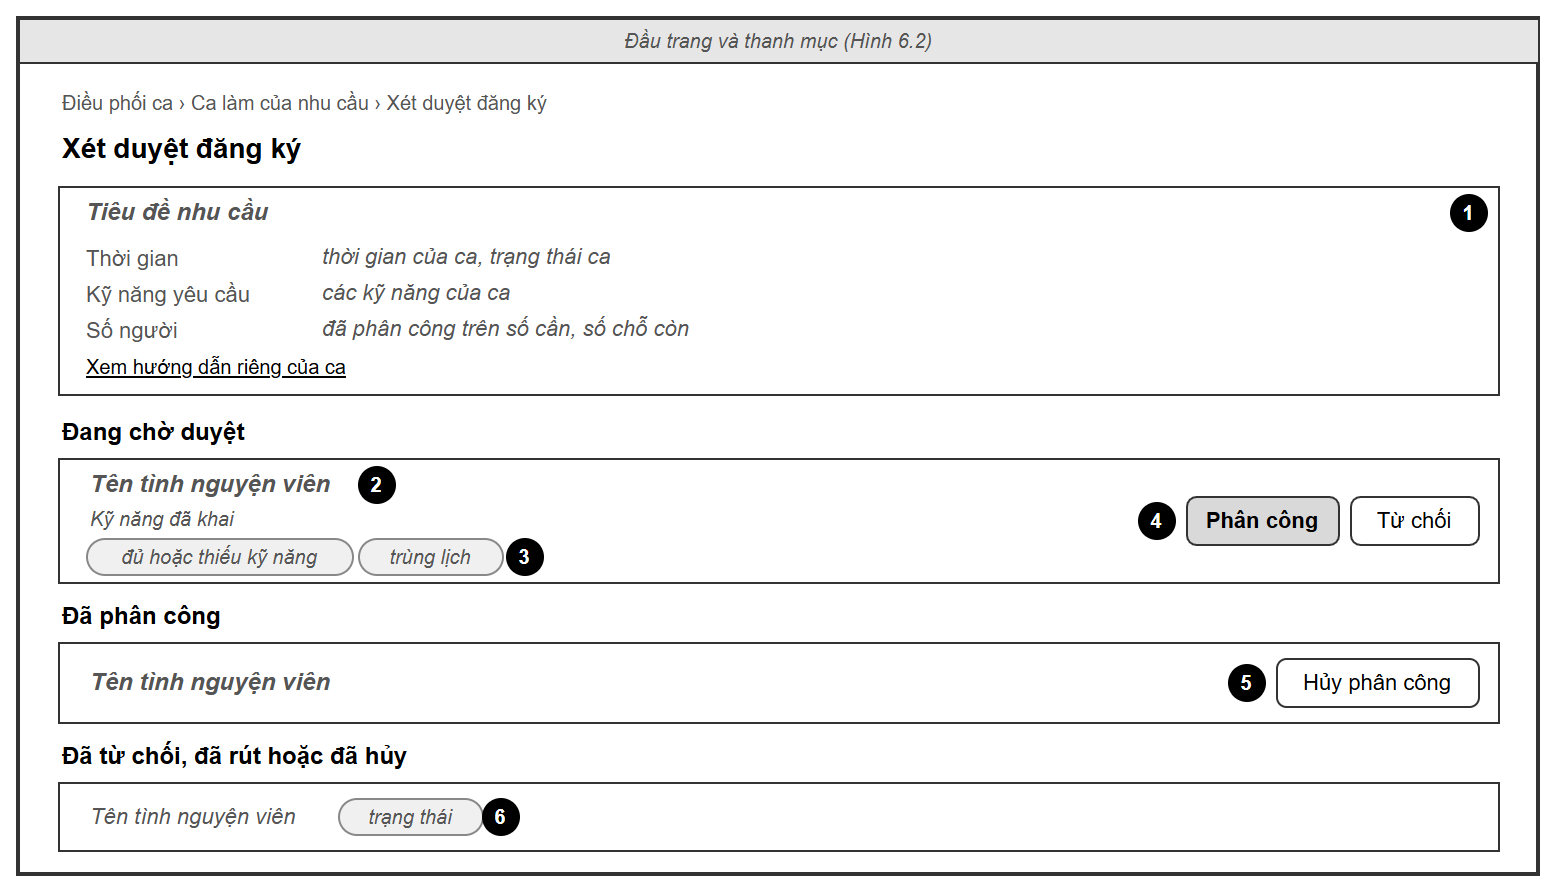 Đầu trang và thanh mục (Hình 6.2)
Điều phối ca › Ca làm của nhu cầu › Xét duyệt đăng ký
Xét duyệt đăng ký
Tiêu đề nhu cầu 1
Thời gian thời gian của ca, trạng thái ca
Kỹ năng yêu cầu các kỹ năng của ca
Số người đã phân công trên số cần, số chỗ còn
Xem hướng dẫn riêng của ca
Đang chờ duyệt
Tên tình nguyện viên 2
Kỹ năng đã khai
4 Phân công Từ chối
đủ hoặc thiếu kỹ năng trùng lịch 3
Đã phân công
Tên tình nguyện viên 5 Hủy phân công
Đã từ chối, đã rút hoặc đã hủy
Tên tình nguyện viên trạng thái 6